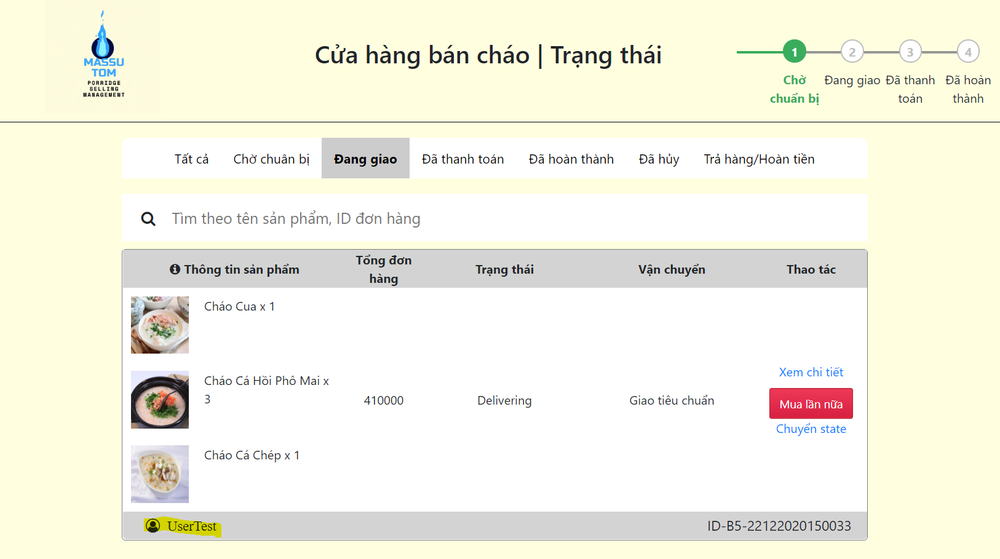 MASSU
TOM
PORRIDGE
SELLING
MANAGEMENT
Cửa hàng bán cháo | Trạng thái
1
2
3
4
Chờ
chuẩn bị
Đang giao
Đã thanh
toán
Đã hoàn
thành
Tất cả
Chờ chuân bị
Đang giao
Đã thanh toán
Đã hoàn thành
Đã hủy
Trả hàng/Hoàn tiền
Tìm theo tên sản phẩm, ID đơn hàng
Thông tin sản phẩm
Tổng đơn
hàng
Trạng thái
Vận chuyển
Thao tác
Cháo Cua x 1
Cháo Cá Hồi Phô Mai x
3
410000
Delivering
Giao tiêu chuẩn
Xem chi tiết
Mua lần nữa
Chuyển state
Cháo Cá Chép x 1
UserTest
ID-B5-22122020150033